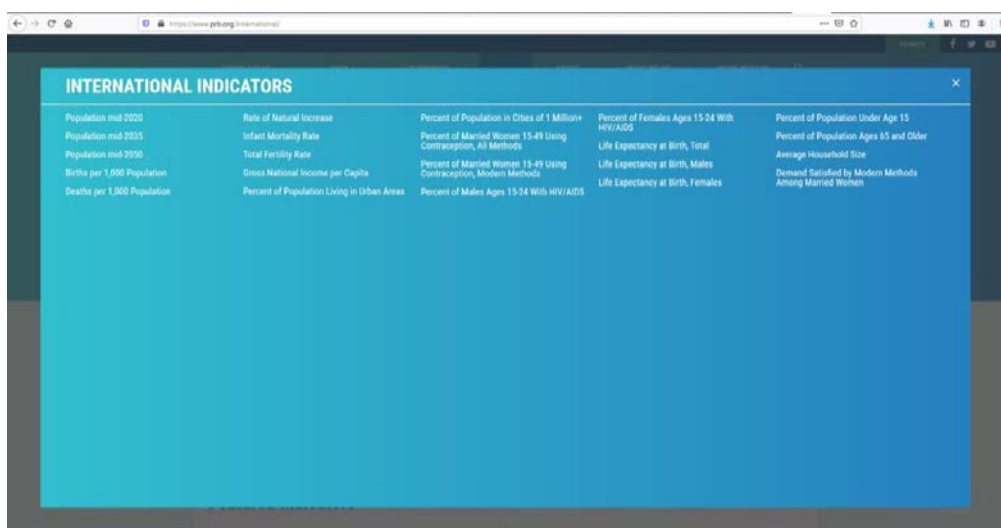 https://www.prb.org/international/
INTERNATIONAL INDICATORS
Population mid-2020
Population mid-2035
Population mid-2050
Births per 1,000 Population
Deaths per 1,000 Population
Rate of Natural Increase
Infant Mortality Rate
Total Fertility Rate
Gross National Income per Capita
Percent of Population Living in Urban Areas
Percent of Population in Cities of 1 Million+
Percent of Married Women 15-49 Using
Contraception, All Methods
Percent of Married Women 15-49 Using
Contraception, Modern Methods
Percent of Males Ages 15-24 With HIV/AIDS
Percent of Females Ages 15-24 With
HIV/AIDS
Life Expectancy at Birth, Total
Life Expectancy at Birth, Males
Life Expectancy at Birth, Females
Percent of Population Under Age 15
Percent of Population Ages 65 and Older
Average Household Size
Demand Satisfied by Modern Methods
Among Married Women